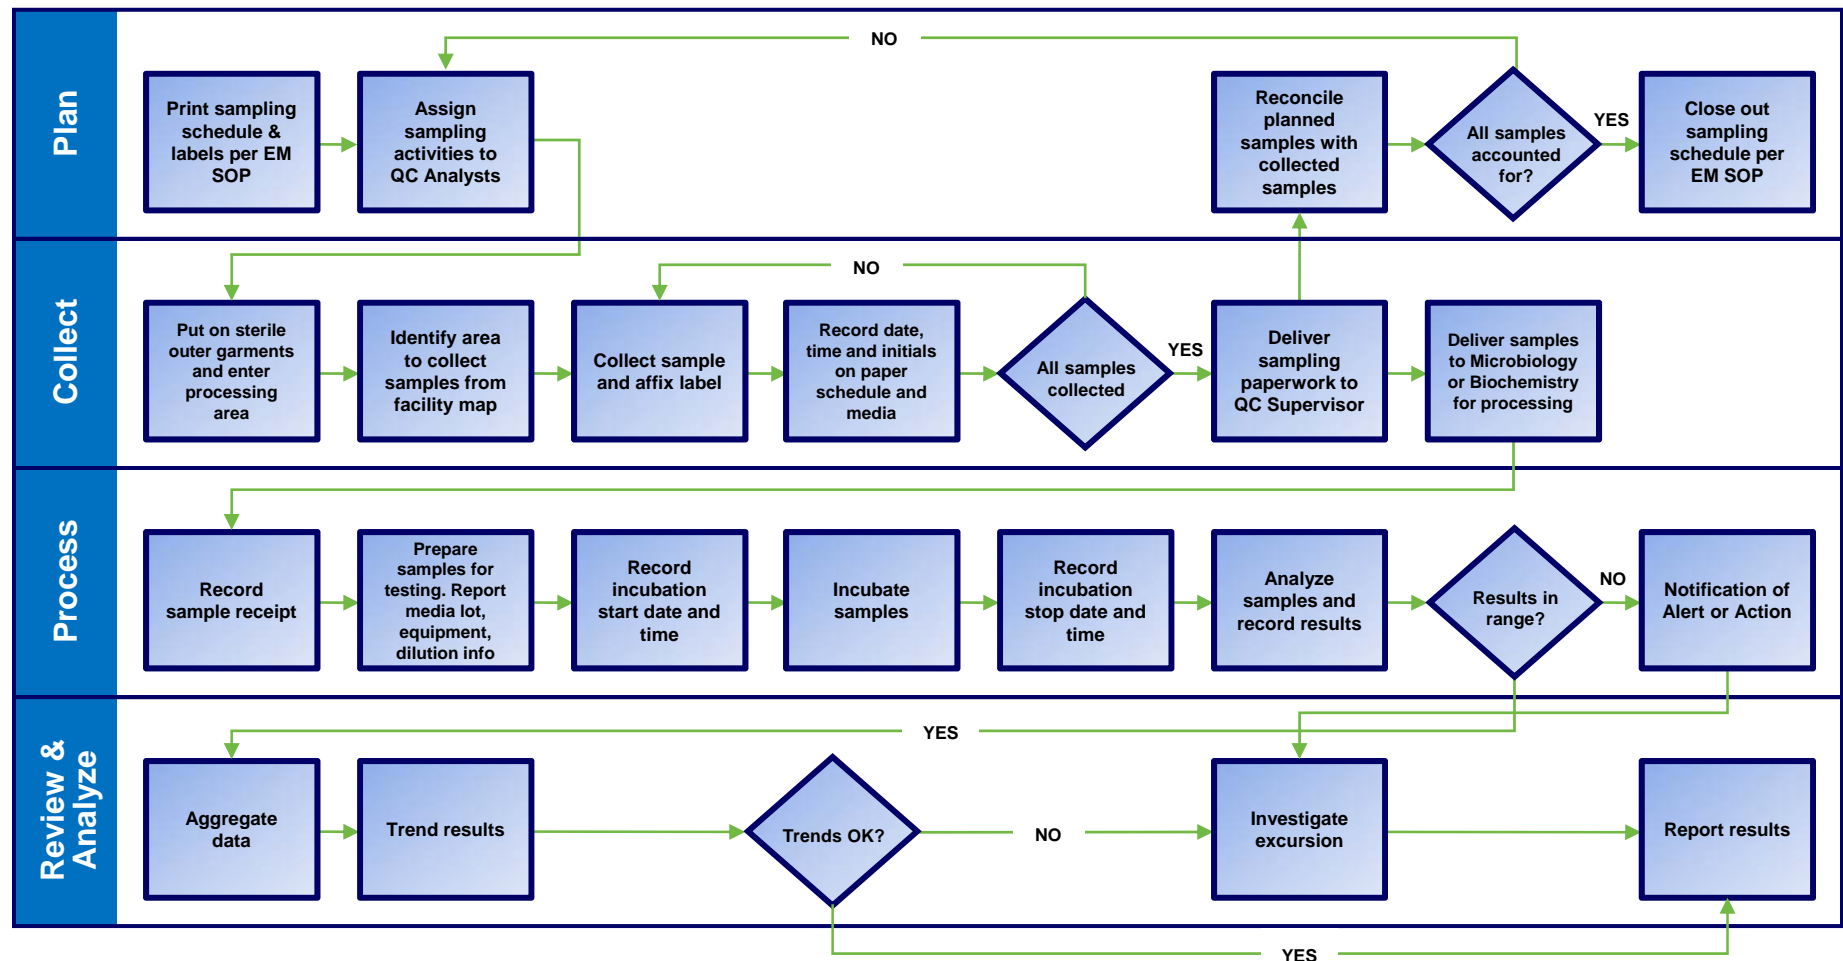 Plan
NO
Print sampling
schedule &
labels per EM
SOP
Assign
sampling
activities to
QC Analysts
Reconcile
planned
samples with
collected
samples
All samples
accounted
for?
YES
Close out
sampling
schedule per
EM SOP
Collect
NO
Put on sterile
outer garments
and enter
processing
area
Identify area
to collect
samples from
facility map
Collect sample
and affix label
Record date,
time and initials
on paper
schedule and
media
All samples
collected
YES
Deliver
sampling
paperwork to
QC Supervisor
Deliver samples
to Microbiology
or Biochemistry
for processing
Process
Record
sample receipt
Prepare
samples for
testing. Report
media lot,
equipment,
dilution info
Record
incubation
start date and
time
Incubate
samples
Record
incubation
stop date and
time
Analyze
samples and
record results
Results in
range?
NO
Notification of
Alert or Action
Review &
Analyze
YES
Aggregate
data
Trend results
Trends OK?
NO
Investigate
excursion
Report results
YES